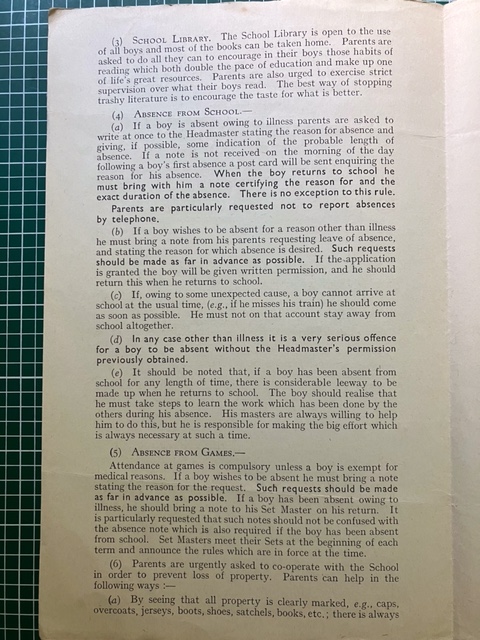 (3) SCHOOL LIBRARY. The School Library is open to the use
of all boys and most of the books can be taken home. Parents are
asked to do all they can to encourage in their boys those habits of
reading which both double the pace of education and make up one
of life's great resources. Parents are also urged to exercise strict
supervision over what their boys read. The best way of stopping
trashy literature is to encourage the taste for what is better.
(4) ABSENCE FROM SCHOOL.—
(a) If a boy is absent owing to illness parents are asked to
write at once to the Headmaster stating the reason for absence and
giving, if possible, some indication of the probable length of
absence. If a note is not received on the morning of the day
following a boy's first absence a post card will be sent enquiring the
reason for his absence. When the boy returns to school he
must bring with him a note certifying the reason for and the
exact duration of the absence. There is no exception to this rule.
Parents are particularly requested not to report absences
by telephone.
(b) If a boy wishes to be absent for a reason other than illness
he must bring a note from his parents requesting leave of absence,
and stating the reason for which absence is desired. Such requests
should be made as far in advance as possible. If the application
is granted the boy will be given written permission, and he should
return this when he returns to school.
(c) If, owing to some unexpected cause, a boy cannot arrive at
school at the usual time, (e.g., if he misses his train) he should come
as soon as possible. He must not on that account stay away from
school altogether.
(d) In any case other than illness it is a very serious offence
for a boy to be absent without the Headmaster's permission
previously obtained.
(e) It should be noted that, if a boy has been absent from
school for any length of time, there is considerable leeway to be
made up when he returns to school. The boy should realise that
he must take steps to learn the work which has been done by the
others during his absence. His masters are always willing to help
him to do this, but he is responsible for making the big effort which
is always necessary at such a time.
(5) ABSENCE FROM GAMES.—
Attendance at games is compulsory unless a boy is exempt for
medical reasons. If a boy wishes to be absent he must bring a note
stating the reason for the request. Such requests should be made
as far in advance as possible. If a boy has been absent owing to
illness, he should bring a note to his Set Master on his return. It
is particularly requested that such notes should not be confused with
the absence note which is also required if the boy has been absent
from school. Set Masters meet their Sets at the beginning of each
term and announce the rules which are in force at the time.
(6) Parents are urgently asked to co-operate with the School
in order to prevent loss of property. Parents can help in the
following ways :—
(a) By seeing that all property is clearly marked, e.g., caps,
overcoats, jerseys, boots, shoes, satchels, books, etc.; there is always